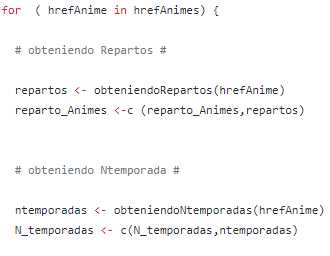 for  ( hrefAnime in hrefAnimes) {
# obteniendo Repartos #
repartos <- obteniendoRepartos(hrefAnime)
reparto_Animes <-c (reparto_Animes,repartos)
# obteniendo Ntemporada #
ntemporadas <- obteniendoNtemporadas(hrefAnime)
N_temporadas <- c(N_temporadas,ntemporadas)